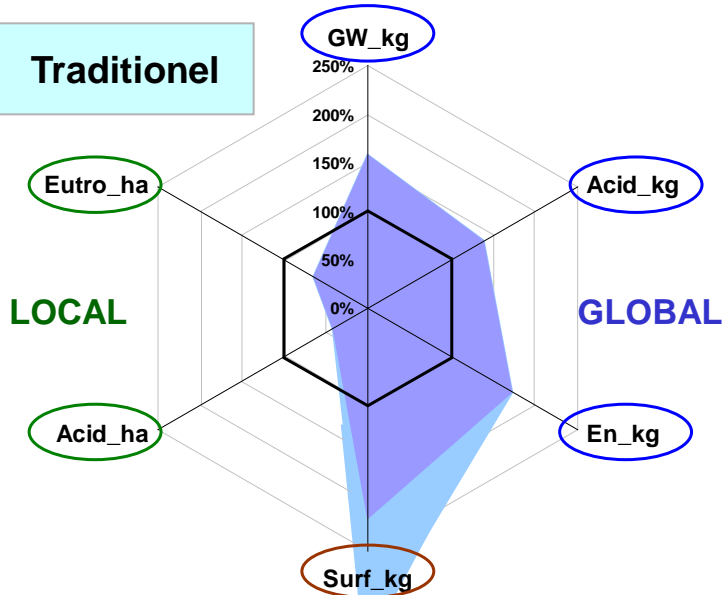 Traditionel
GW_kg
250%
200%
150%
100%
50%
0%
Eutro_ha
Acid_kg
LOCAL
GLOBAL
Acid_ha
En_kg
Surf_kg